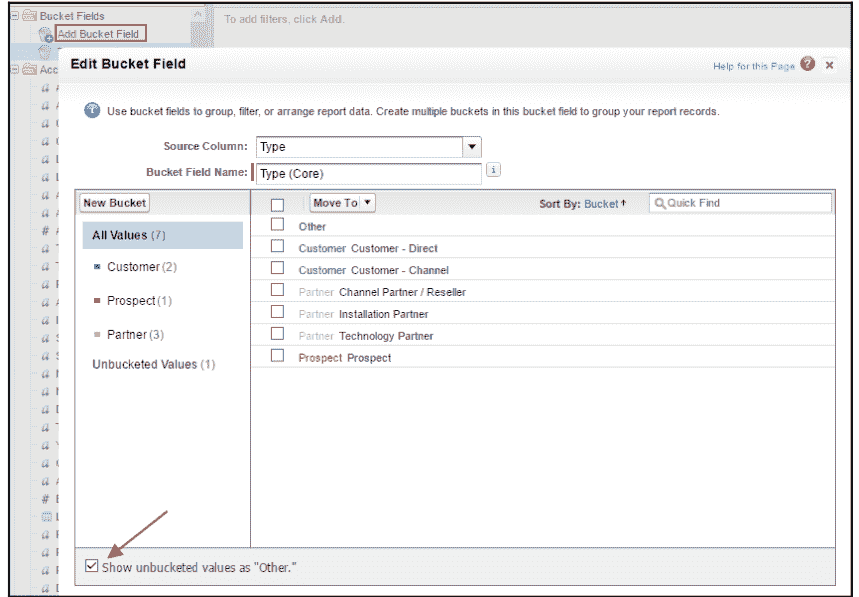 Bucket Fields
To add filters, click Add.
Add Bucket Field
Acc
Edit Bucket Field
Help for this Page
Use bucket fields to group, filter, or arrange report data. Create multiple buckets in this bucket field to group your report records.
Source Column: Type
Bucket Field Name: Type (Core)
New Bucket Move To Sort By: Bucket Quick Find
All Values (7)
Customer (2)
Prospect (1)
Partner (3)
Unbucketed Values (1)
Other
Customer Customer - Direct
Customer Customer - Channel
Partner Channel Partner / Reseller
Partner Installation Partner
Partner Technology Partner
Prospect Prospect
Show unbucketed values as "Other."